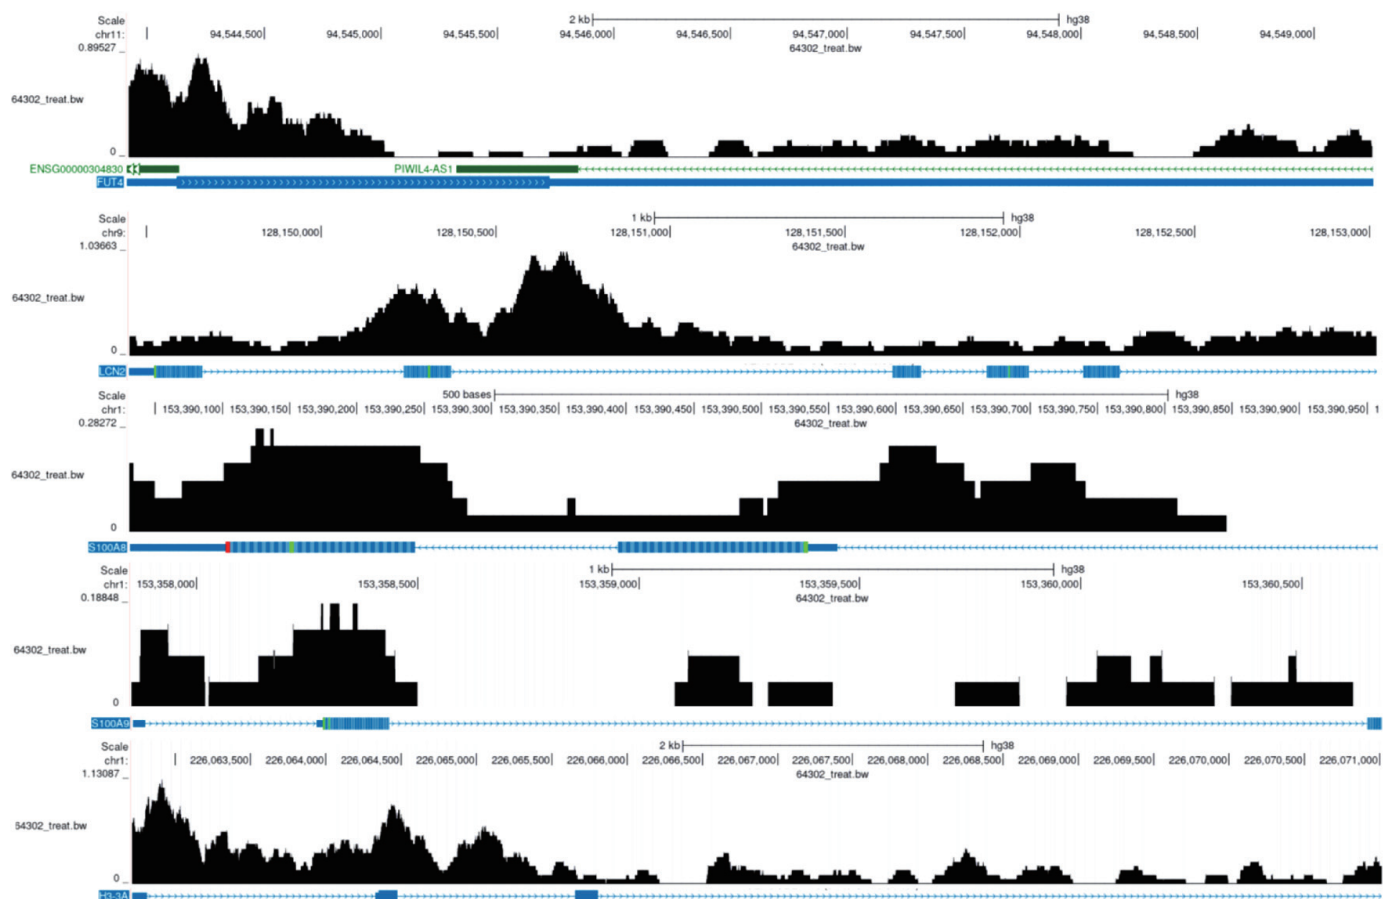 Scale 2 kb hg38
chr11: 94,544,500 94,545,000 94,545,500 94,546,000 94,546,500 94,547,000 94,547,500 94,548,000 94,548,500 94,549,000
0.89527 64302_treat.bw
64302_treat.bw
0
ENSG00000304830 PIWIL4-AS1
FUT4
Scale 1 kb hg38
chr9: 128,150,000 128,150,500 128,151,000 128,151,500 128,152,000 128,152,500 128,153,000
1.03663 64302_treat.bw
64302_treat.bw
0
LCN2
Scale 500 bases hg38
chr1: 153,390,100 153,390,150 153,390,200 153,390,250 153,390,300 153,390,350 153,390,400 153,390,450 153,390,500 153,390,550 153,390,600 153,390,650 153,390,700 153,390,750 153,390,800 153,390,850 153,390,900 153,390,950 1
0.28272 64302_treat.bw
64302_treat.bw
0
S100A8
Scale 1 kb hg38
chr1: 153,358,000 153,358,500 153,359,000 153,359,500 153,360,000 153,360,500
0.18848 64302_treat.bw
64302_treat.bw
0
S100A9
Scale 2 kb hg38
chr1: 226,063,500 226,064,000 226,064,500 226,065,000 226,065,500 226,066,000 226,066,500 226,067,000 226,067,500 226,068,000 226,068,500 226,069,000 226,069,500 226,070,000 226,070,500 226,071,000
1.13087 64302_treat.bw
64302_treat.bw
0
H3-3A